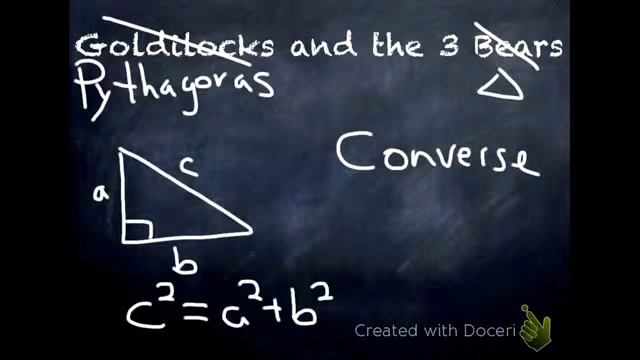 Goldilocks and the 3 Bears
Pythagoras
Converse
a
c
b
c² = a² + b²
Created with Doceri